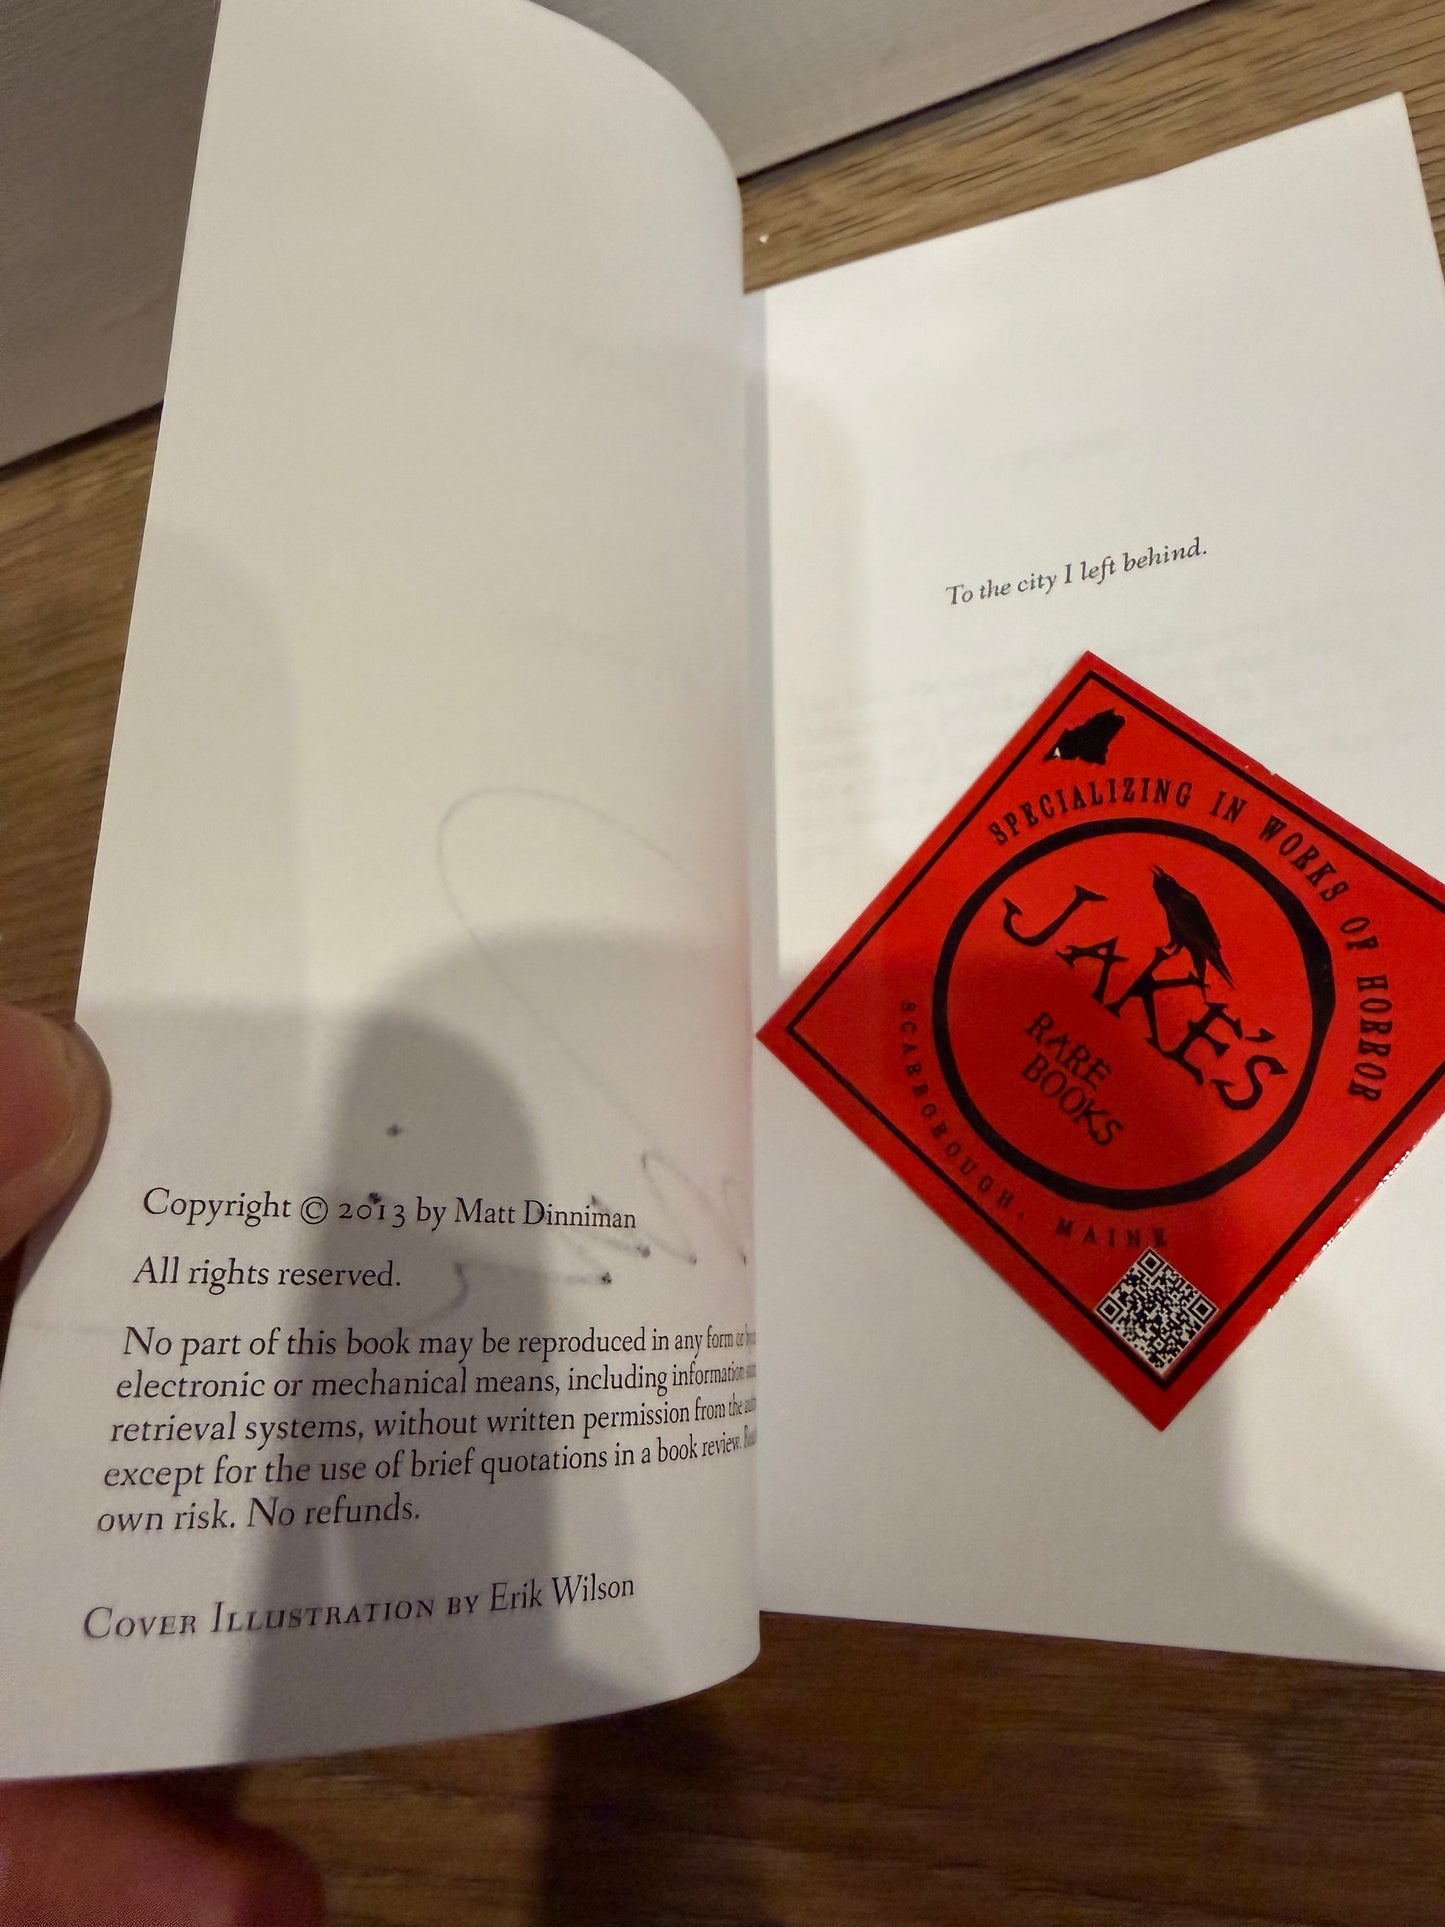 Copyright © 2013 by Matt Dinniman
All rights reserved.
No part of this book may be reproduced in any form or
electronic or mechanical means, including information
retrieval systems, without written permission from the
except for the use of brief quotations in a book review.
own risk. No refunds.
COVER ILLUSTRATION BY Erik Wilson
To the city I left behind.
SPECIALIZING IN WORKS OF HORROR
JAKE'S
RARE
BOOKS
SCARBOROUGH, MAINE